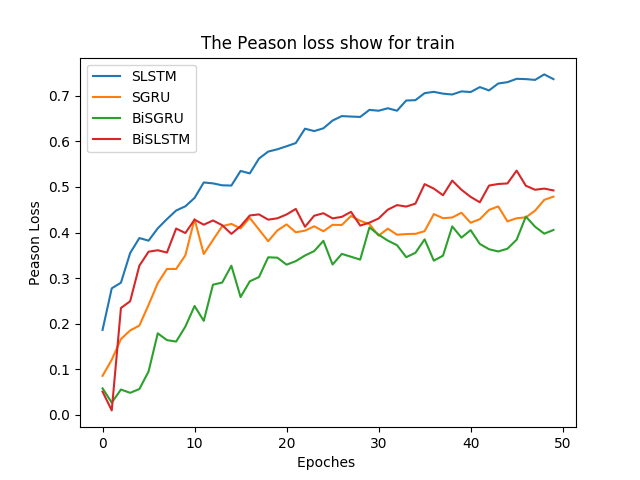 The Peason loss show for train
SLSTM
SGRU
BiSGRU
BiSLSTM
Peason Loss
0.7
0.6
0.5
0.4
0.3
0.2
0.1
0.0
0 10 20 30 40 50
Epoches